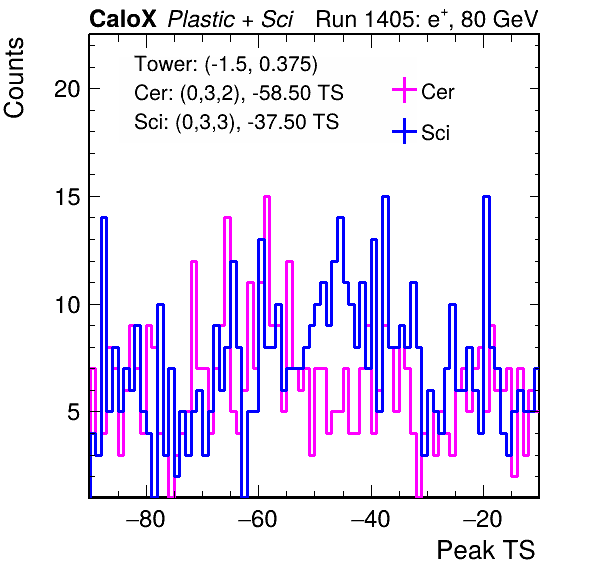 CaloX Plastic + Sci Run 1405: e+, 80 GeV
Tower: (-1.5, 0.375)
Cer: (0,3,2), -58.50 TS
Sci: (0,3,3), -37.50 TS
Cer
Sci
Counts
20
15
10
5
−80 −60 −40 −20
Peak TS